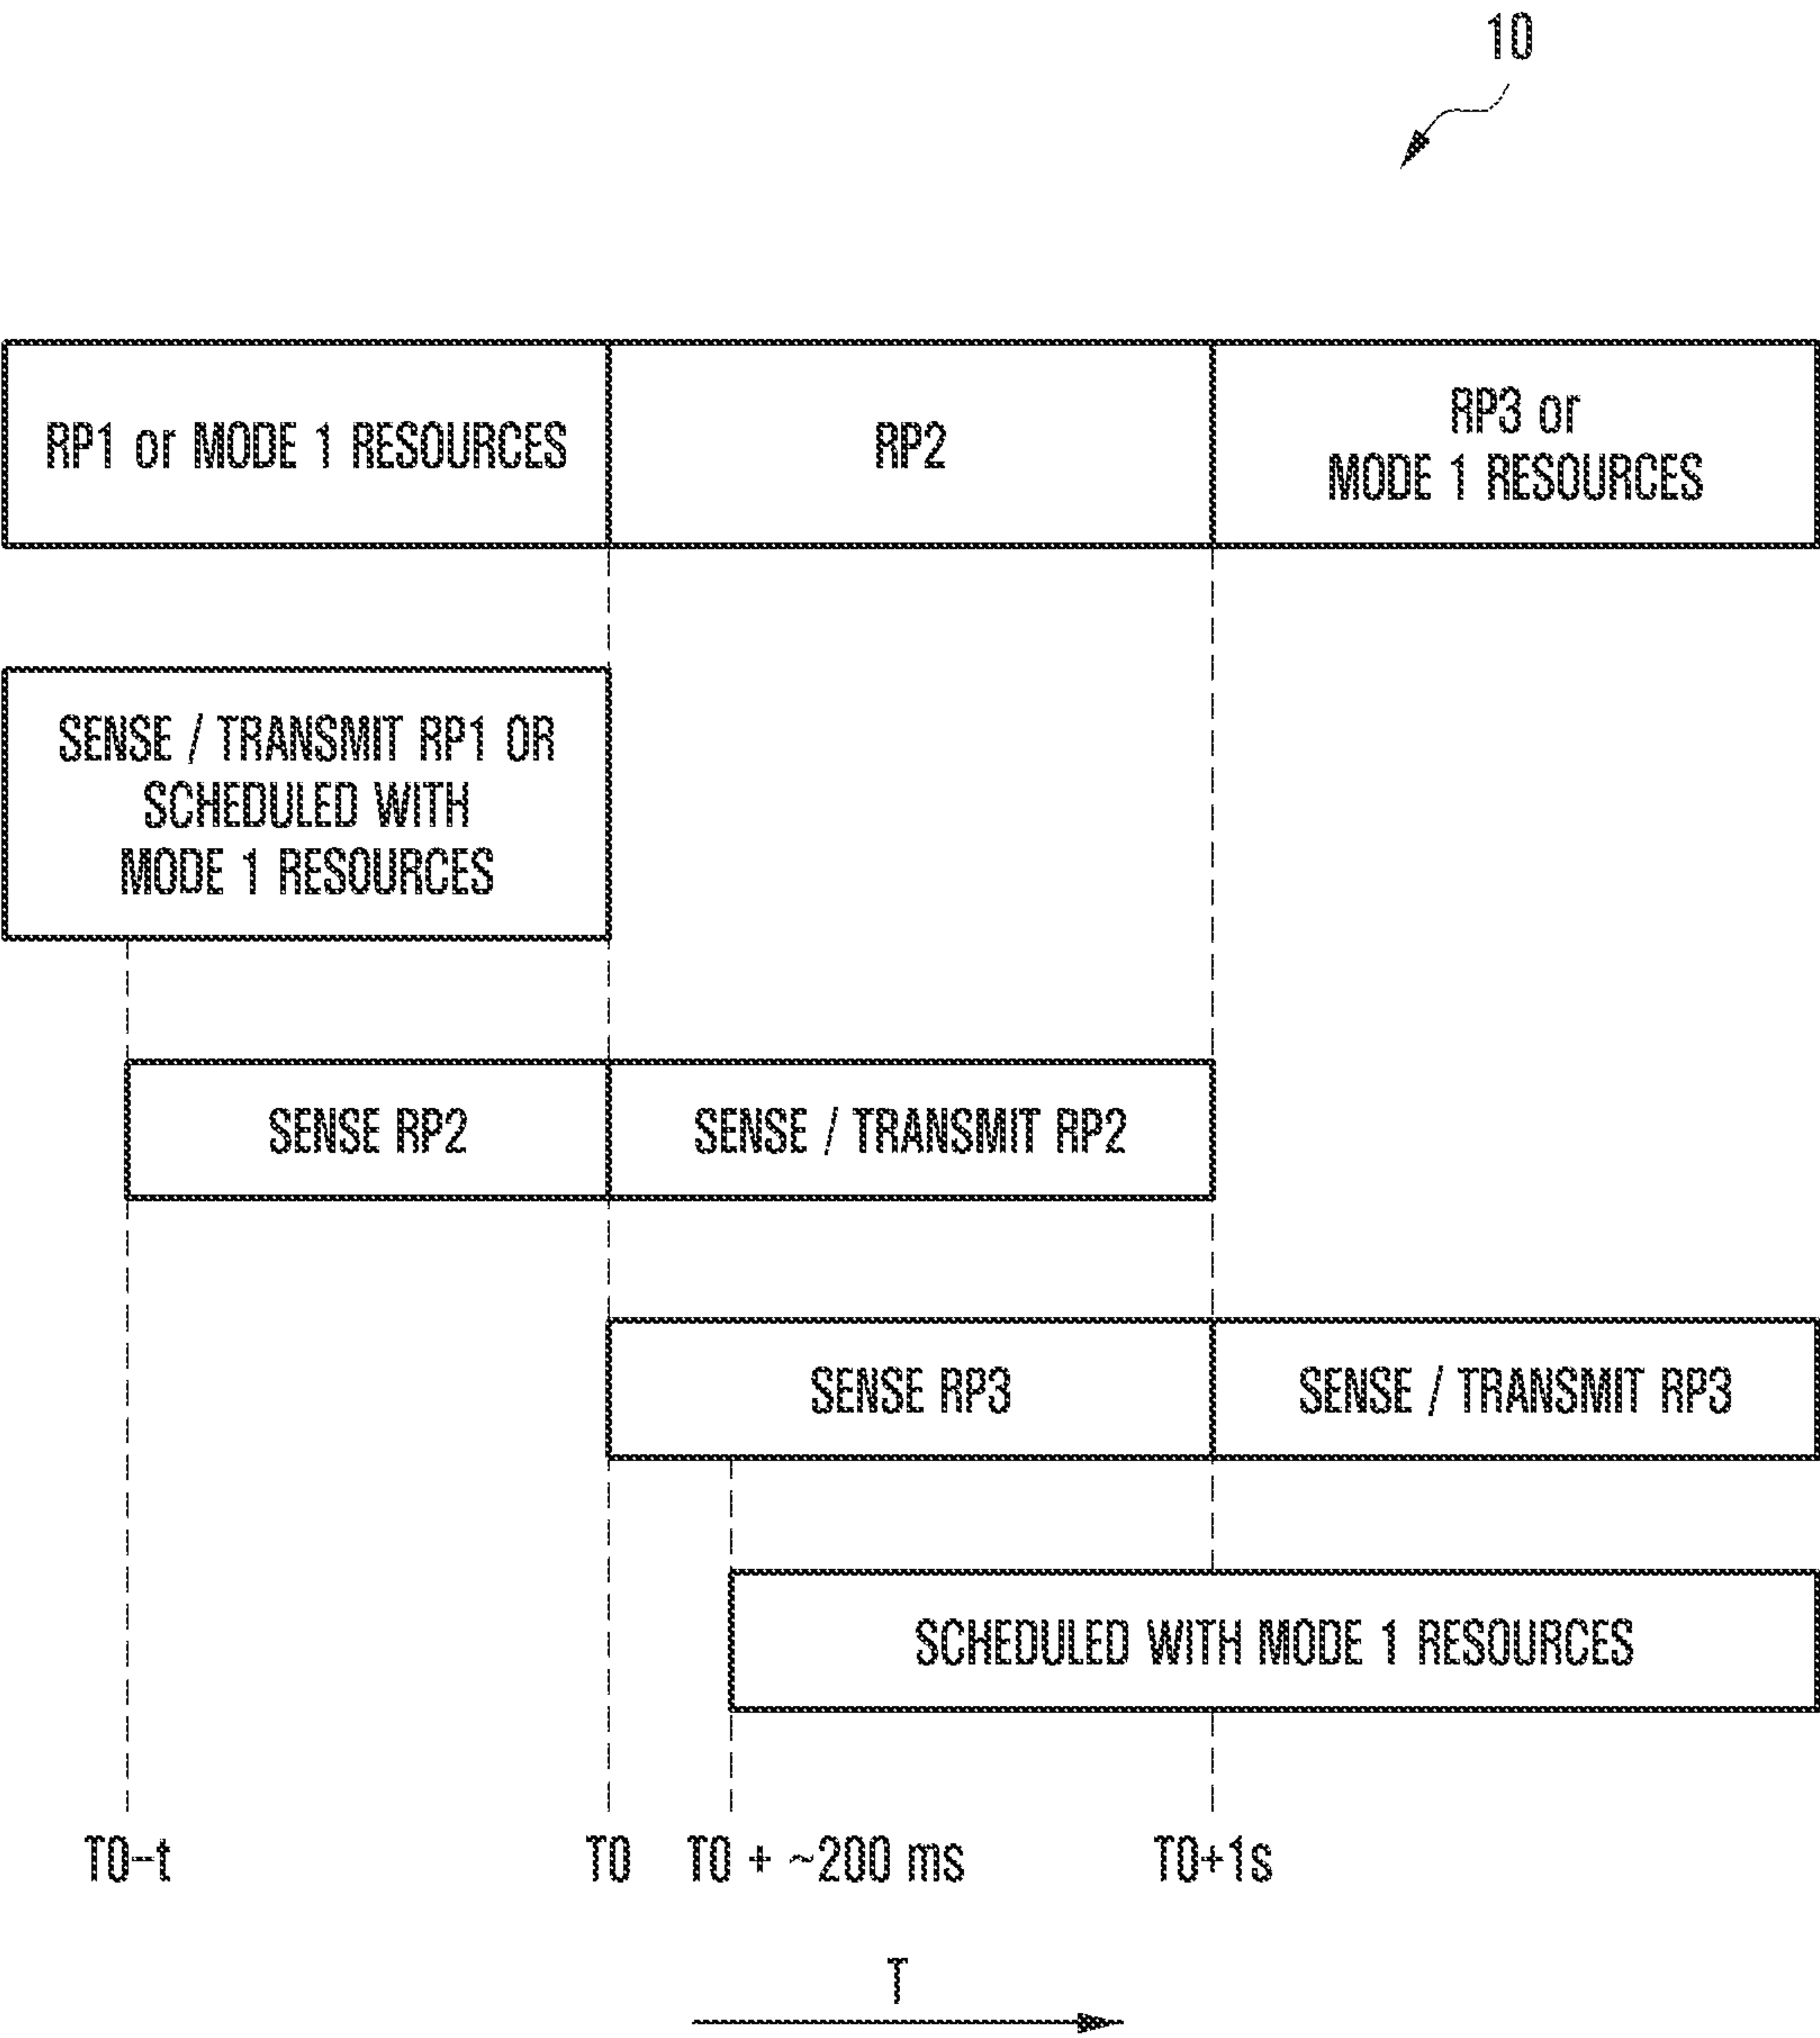 10
RP1 or MODE 1 RESOURCES
RP2
RP3 or
MODE 1 RESOURCES
SENSE / TRANSMIT RP1 OR
SCHEDULED WITH
MODE 1 RESOURCES
SENSE RP2
SENSE / TRANSMIT RP2
SENSE RP3
SENSE / TRANSMIT RP3
SCHEDULED WITH MODE 1 RESOURCES
T0-t
T0
T0 + ~200 ms
T0+1s
T